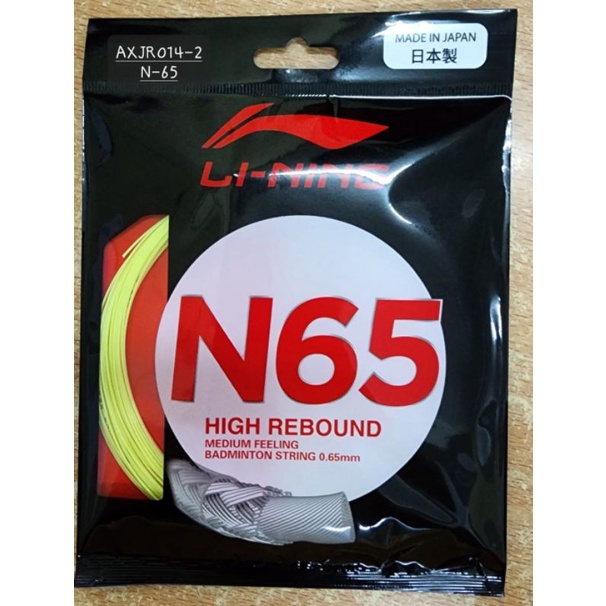 AXJR014-2
N-65
MADE IN JAPAN
日本製
LI-NING
N65
HIGH REBOUND
MEDIUM FEELING
BADMINTON STRING 0.65mm